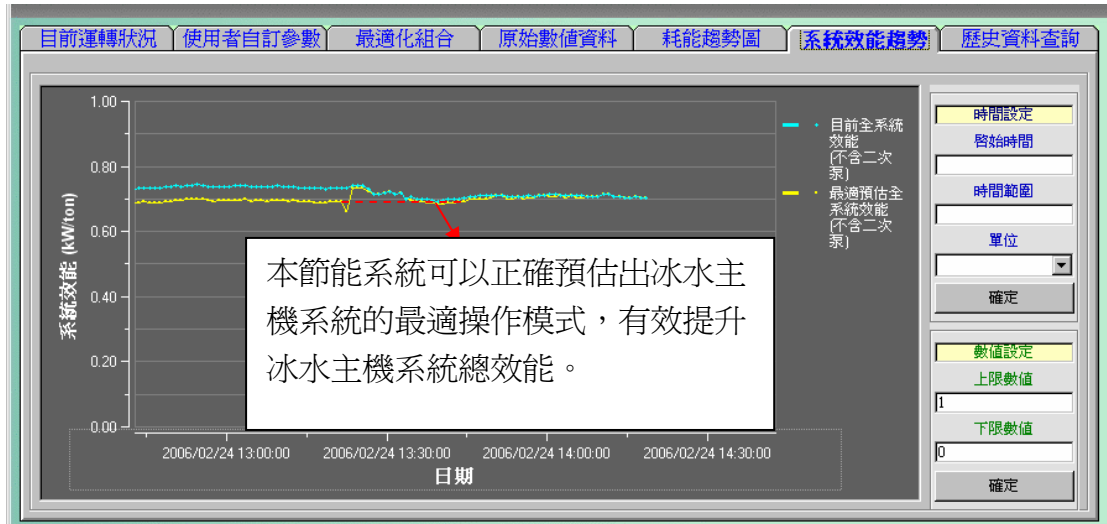 目前運轉狀況 使用者自訂參數 最適化組合 原始數值資料 耗能趨勢圖 系統效能趨勢 歷史資料查詢
1.00
0.80
0.60
0.40
0.20
0.00
系統效能 (kW/ton)
2006/02/24 13:00:00 2006/02/24 13:30:00 2006/02/24 14:00:00 2006/02/24 14:30:00
日期
目前全系統
效能
(不含二次
泵)
最適預估全
系統效能
(不含二次
泵)
本節能系統可以正確預估出冰水主
機系統的最適操作模式，有效提升
冰水主機系統總效能。
時間設定
啓始時間
時間範圍
單位
確定
數值設定
上限數值
1
下限數值
0
確定